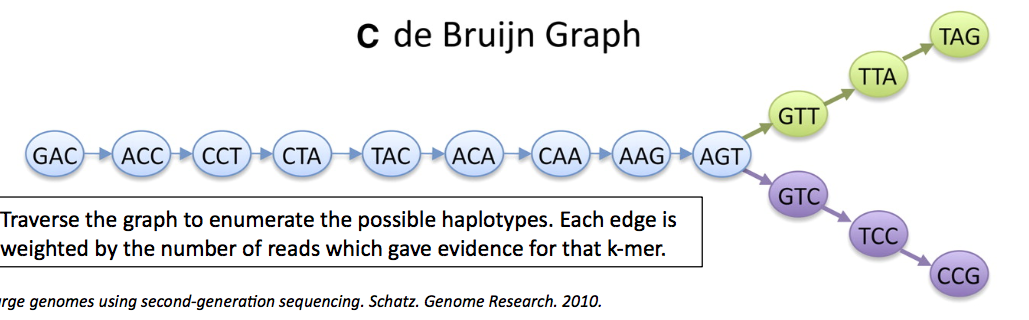 C de Bruijn Graph
TAG
TTA
GTT
GAC ACC CCT CTA TAC ACA CAA AAG AGT
GTC
TCC
CCG
Traverse the graph to enumerate the possible haplotypes. Each edge is
weighted by the number of reads which gave evidence for that k-mer.
arge genomes using second-generation sequencing. Schatz. Genome Research. 2010.